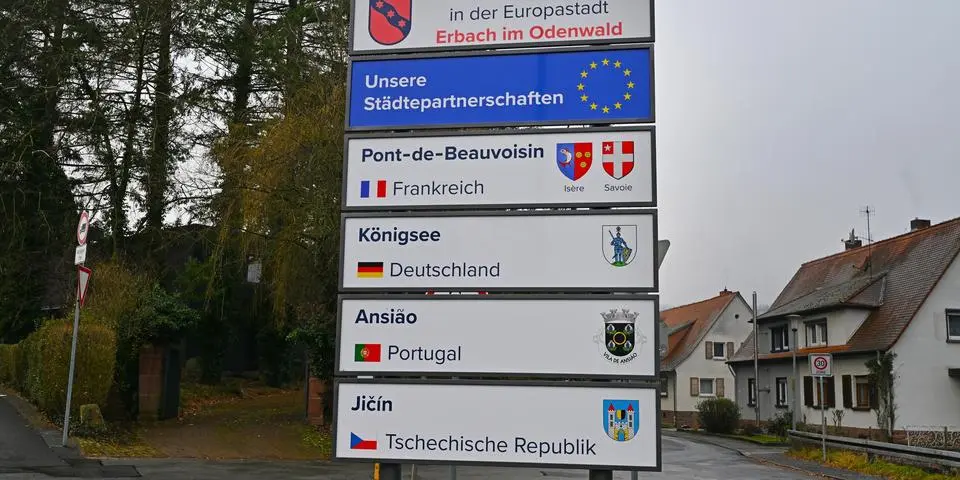 in der Europastadt
Erbach im Odenwald
Unsere
Städtepartnerschaften
Pont-de-Beauvoisin
Frankreich
Isère
Savoie
Königsee
Deutschland
Ansião
Portugal
VILA DE ANSIÃO
Jičín
Tschechische Republik
30